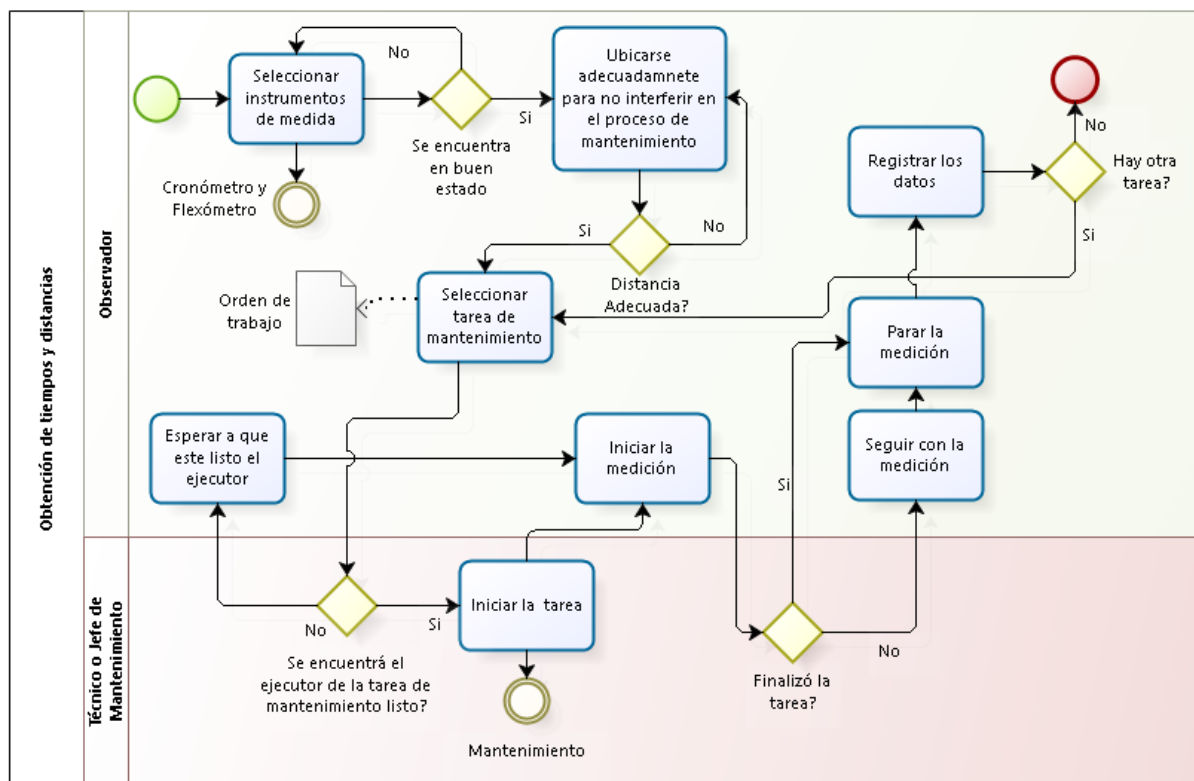 Obtención de tiempos y distancias
Observador
Seleccionar
instrumentos
de medida
No
Se encuentra
en buen
estado
Si
Cronómetro y
Flexómetro
Ubicarse
adecuadamnete
para no interferir en
el proceso de
mantenimiento
Si
No
Distancia
Adecuada?
Orden de
trabajo
Seleccionar
tarea de
mantenimiento
Registrar los
datos
No
Hay otra
tarea?
Si
Parar la
medición
Seguir con la
medición
Si
Esperar a que
este listo el
ejecutor
Iniciar la
medición
Técnico o Jefe de
Mantenimiento
No
Si
Se encuentrá el
ejecutor de la tarea de
mantenimiento listo?
Iniciar la tarea
Mantenimiento
No
Finalizó la
tarea?